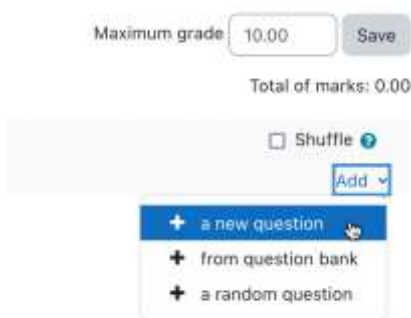 Maximum grade 10.00 Save
Total of marks: 0.00
Shuffle ?
Add
+ a new question
+ from question bank
+ a random question